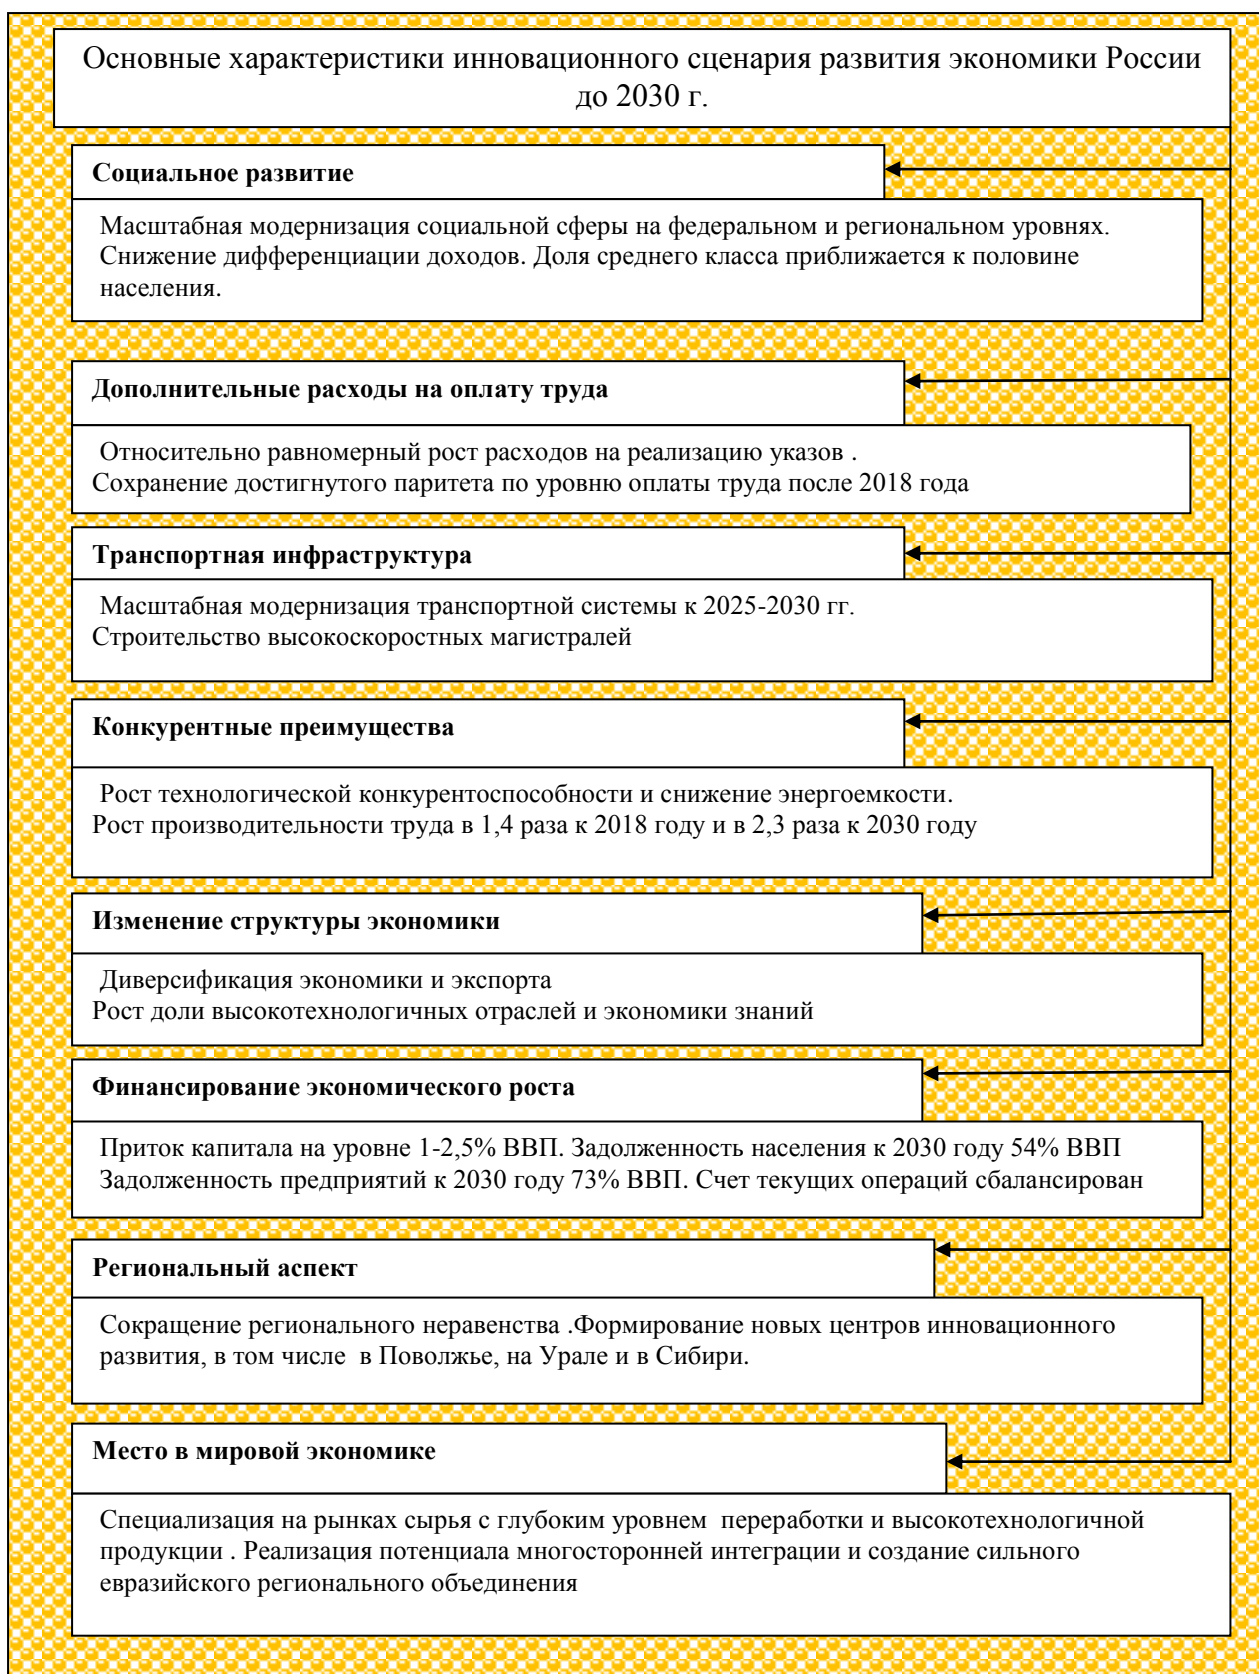 Основные характеристики инновационного сценария развития экономики России
до 2030 г.
Социальное развитие
Масштабная модернизация социальной сферы на федеральном и региональном уровнях.
Снижение дифференциации доходов. Доля среднего класса приближается к половине
населения.
Дополнительные расходы на оплату труда
Относительно равномерный рост расходов на реализацию указов .
Сохранение достигнутого паритета по уровню оплаты труда после 2018 года
Транспортная инфраструктура
Масштабная модернизация транспортной системы к 2025-2030 гг.
Строительство высокоскоростных магистралей
Конкурентные преимущества
Рост технологической конкурентоспособности и снижение энергоемкости.
Рост производительности труда в 1,4 раза к 2018 году и в 2,3 раза к 2030 году
Изменение структуры экономики
Диверсификация экономики и экспорта
Рост доли высокотехнологичных отраслей и экономики знаний
Финансирование экономического роста
Приток капитала на уровне 1-2,5% ВВП. Задолженность населения к 2030 году 54% ВВП
Задолженность предприятий к 2030 году 73% ВВП. Счет текущих операций сбалансирован
Региональный аспект
Сокращение регионального неравенства .Формирование новых центров инновационного
развития, в том числе  в Поволжье, на Урале и в Сибири.
Место в мировой экономике
Специализация на рынках сырья с глубоким уровнем  переработки и высокотехнологичной
продукции . Реализация потенциала многосторонней интеграции и создание сильного
евразийского регионального объединения